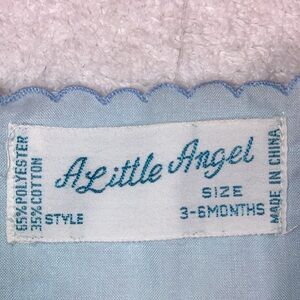 65% POLYESTER
35% COTTON
A Little Angel
STYLE
SIZE
3-6 MONTHS
MADE IN CHINA